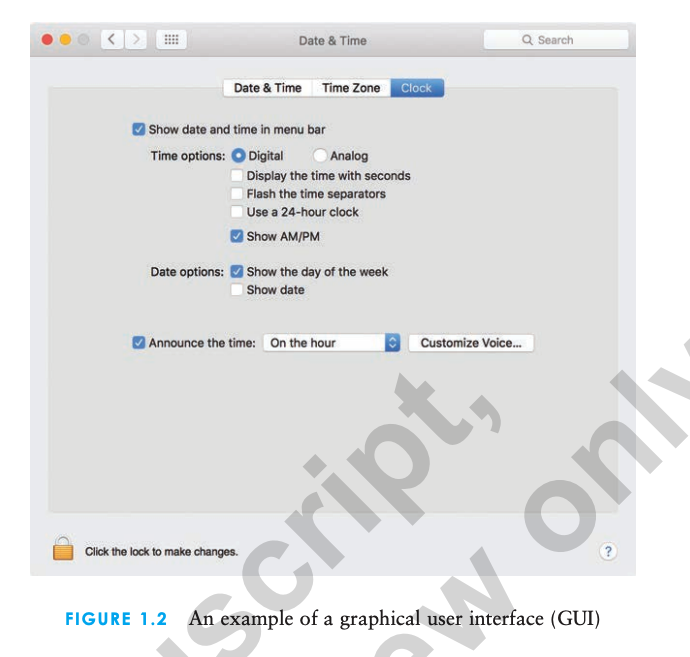 Date & Time
Search
Date & Time Time Zone Clock
Show date and time in menu bar
Time options: Digital Analog
Display the time with seconds
Flash the time separators
Use a 24-hour clock
Show AM/PM
Date options: Show the day of the week
Show date
Announce the time: On the hour Customize Voice...
Click the lock to make changes. ?
FIGURE 1.2 An example of a graphical user interface (GUI)
only